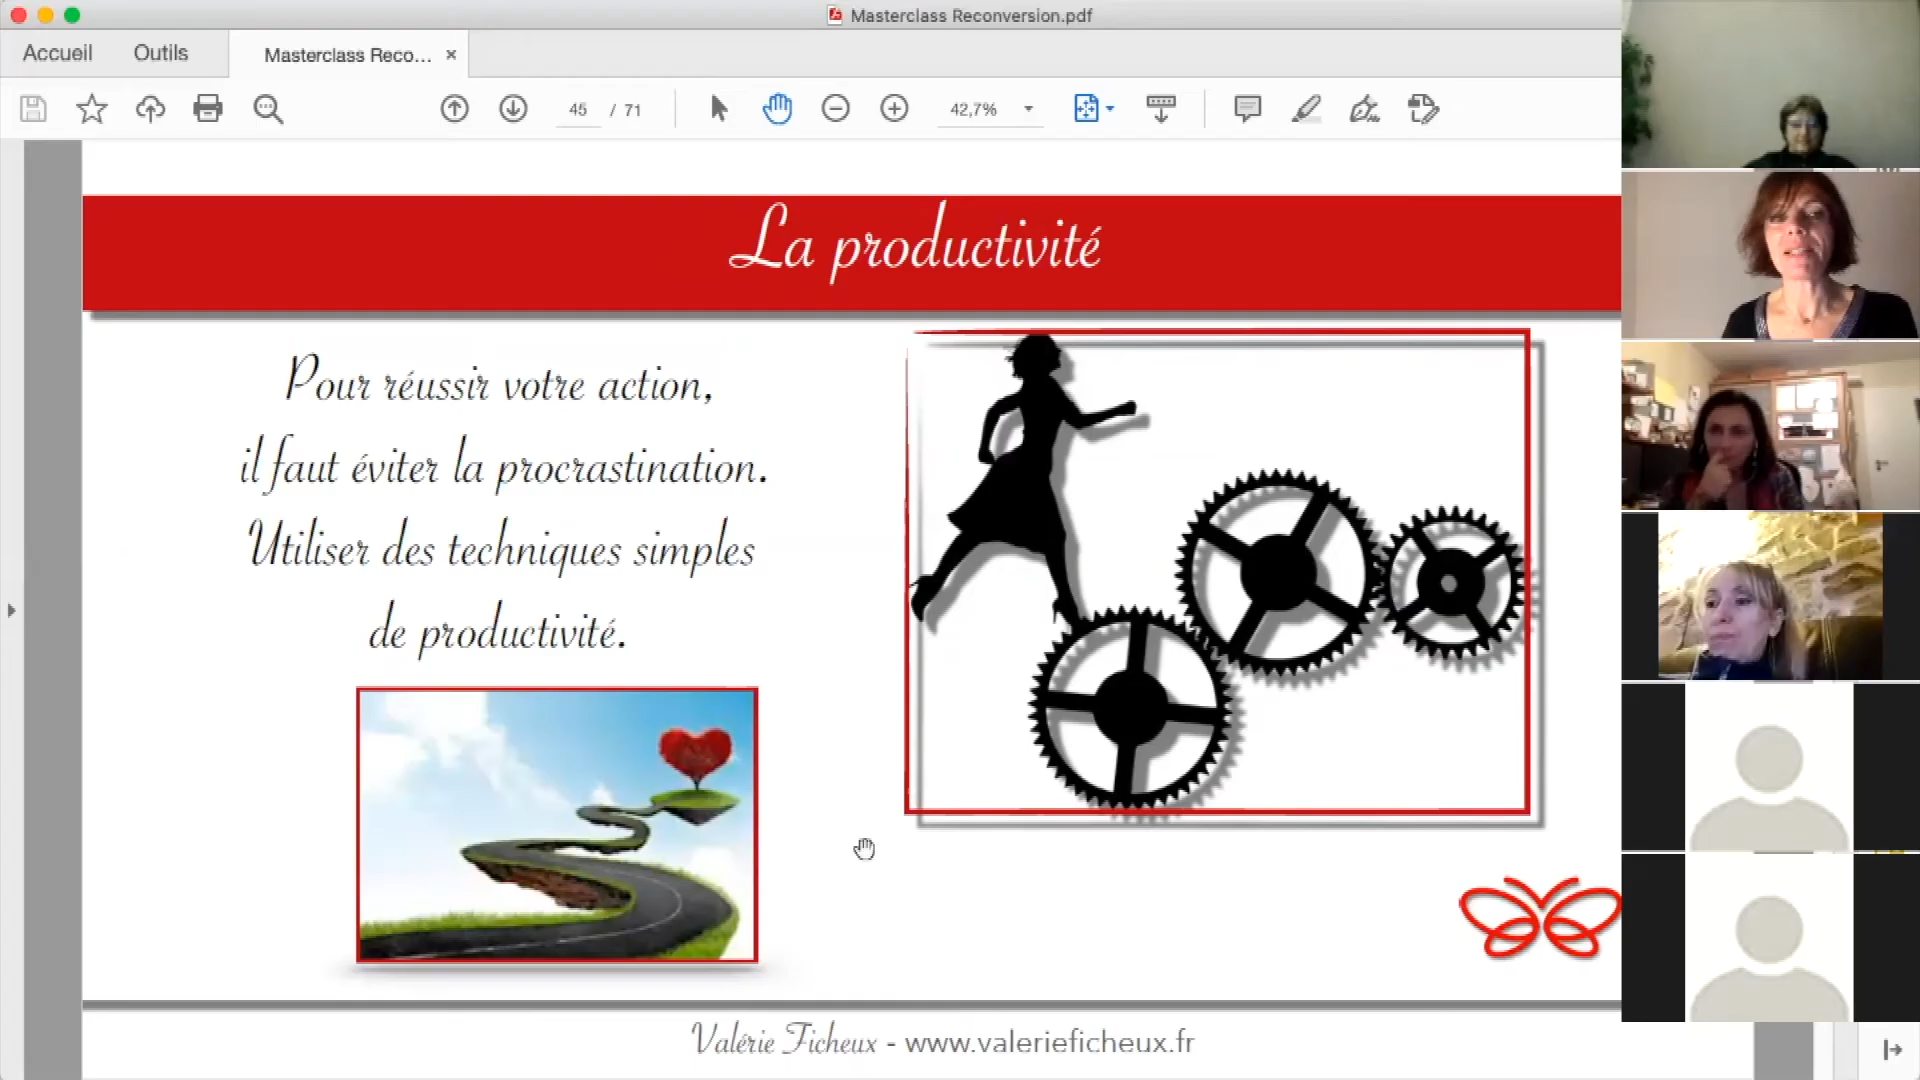 Masterclass Reconversion.pdf
Accueil
Outils
Masterclass Reco...
45 / 71
42,7%
La productivité
Pour réussir votre action,
il faut éviter la procrastination.
Utiliser des techniques simples
de productivité.
Valérie Ficheux - www.valerieficheux.fr